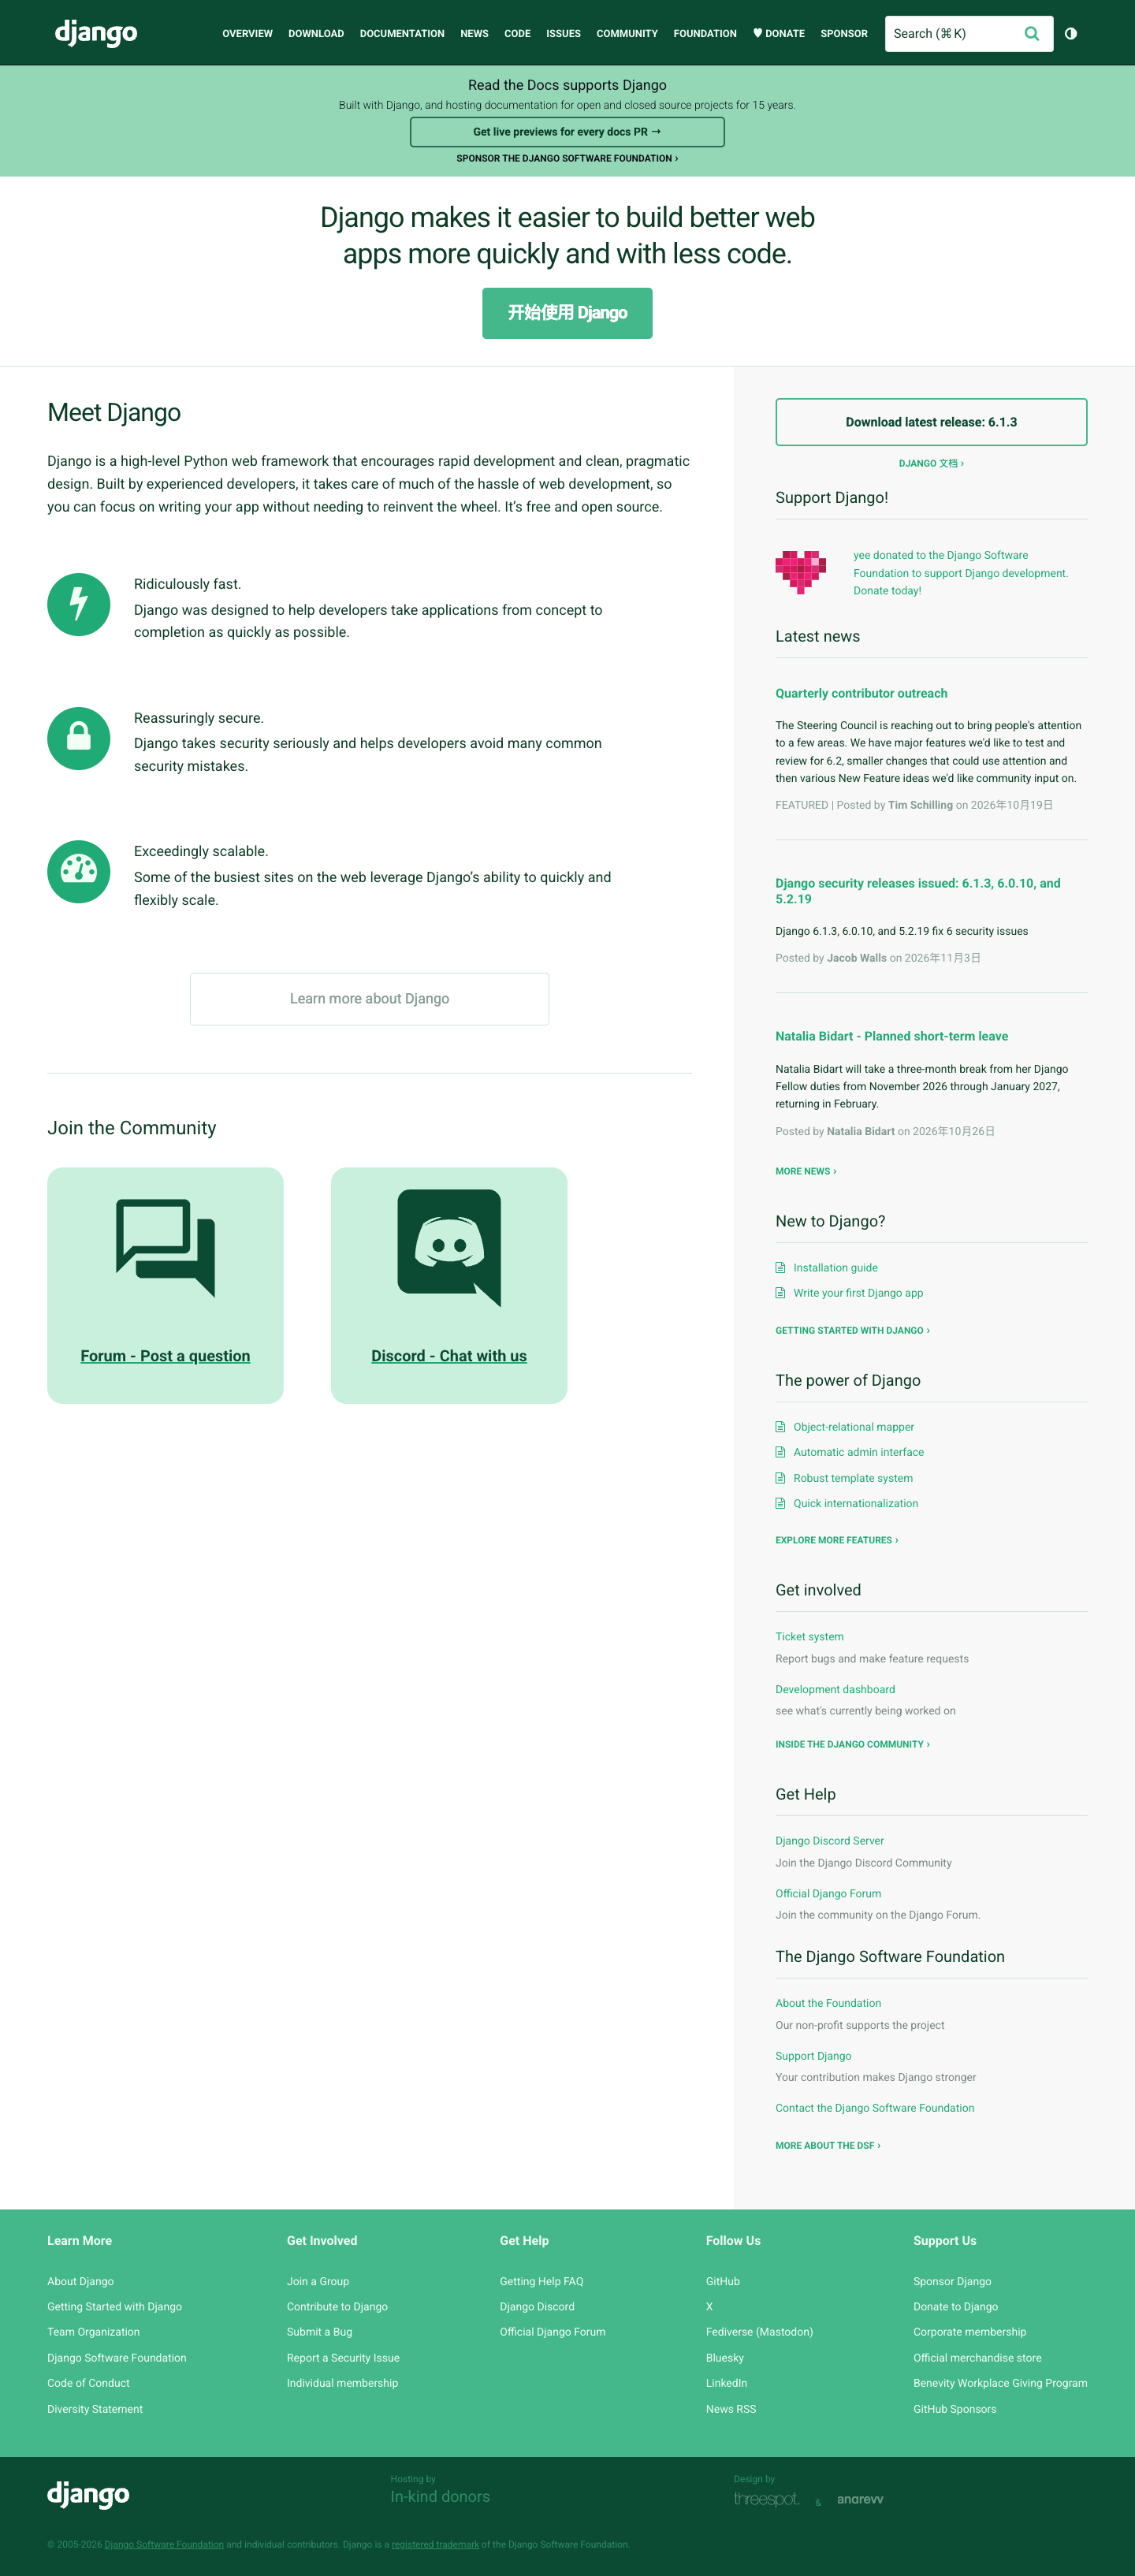 django
OVERVIEW DOWNLOAD DOCUMENTATION NEWS CODE ISSUES COMMUNITY FOUNDATION ♥ DONATE SPONSOR
Search (⌘K)
Read the Docs supports Django
Built with Django, and hosting documentation for open and closed source projects for 15 years.
Get live previews for every docs PR →
SPONSOR THE DJANGO SOFTWARE FOUNDATION ›
Django makes it easier to build better web
apps more quickly and with less code.
开始使用 Django
Meet Django
Django is a high-level Python web framework that encourages rapid development and clean, pragmatic
design. Built by experienced developers, it takes care of much of the hassle of web development, so
you can focus on writing your app without needing to reinvent the wheel. It’s free and open source.
Ridiculously fast.
Django was designed to help developers take applications from concept to
completion as quickly as possible.
Reassuringly secure.
Django takes security seriously and helps developers avoid many common
security mistakes.
Exceedingly scalable.
Some of the busiest sites on the web leverage Django’s ability to quickly and
flexibly scale.
Learn more about Django
Join the Community
Forum - Post a question
Discord - Chat with us
Download latest release: 6.1.3
DJANGO 文档 ›
Support Django!
yee donated to the Django Software
Foundation to support Django development.
Donate today!
Latest news
Quarterly contributor outreach
The Steering Council is reaching out to bring people's attention
to a few areas. We have major features we'd like to test and
review for 6.2, smaller changes that could use attention and
then various New Feature ideas we'd like community input on.
FEATURED | Posted by Tim Schilling on 2026年10月19日
Django security releases issued: 6.1.3, 6.0.10, and
5.2.19
Django 6.1.3, 6.0.10, and 5.2.19 fix 6 security issues
Posted by Jacob Walls on 2026年11月3日
Natalia Bidart - Planned short-term leave
Natalia Bidart will take a three-month break from her Django
Fellow duties from November 2026 through January 2027,
returning in February.
Posted by Natalia Bidart on 2026年10月26日
MORE NEWS ›
New to Django?
Installation guide
Write your first Django app
GETTING STARTED WITH DJANGO ›
The power of Django
Object-relational mapper
Automatic admin interface
Robust template system
Quick internationalization
EXPLORE MORE FEATURES ›
Get involved
Ticket system
Report bugs and make feature requests
Development dashboard
see what's currently being worked on
INSIDE THE DJANGO COMMUNITY ›
Get Help
Django Discord Server
Join the Django Discord Community
Official Django Forum
Join the community on the Django Forum.
The Django Software Foundation
About the Foundation
Our non-profit supports the project
Support Django
Your contribution makes Django stronger
Contact the Django Software Foundation
MORE ABOUT THE DSF ›
Learn More
About Django
Getting Started with Django
Team Organization
Django Software Foundation
Code of Conduct
Diversity Statement
Get Involved
Join a Group
Contribute to Django
Submit a Bug
Report a Security Issue
Individual membership
Get Help
Getting Help FAQ
Django Discord
Official Django Forum
Follow Us
GitHub
X
Fediverse (Mastodon)
Bluesky
LinkedIn
News RSS
Support Us
Sponsor Django
Donate to Django
Corporate membership
Official merchandise store
Benevity Workplace Giving Program
GitHub Sponsors
django
Hosting by
In-kind donors
Design by
threespot. & andrevv
© 2005-2026 Django Software Foundation and individual contributors. Django is a registered trademark of the Django Software Foundation.